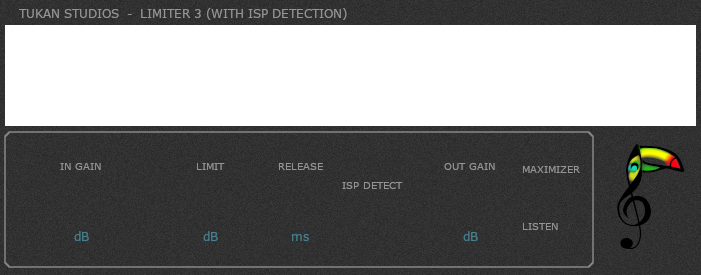 TUKAN STUDIOS - LIMITER 3 (WITH ISP DETECTION)
IN GAIN
LIMIT
RELEASE
ISP DETECT
OUT GAIN
MAXIMIZER
LISTEN
dB
dB
ms
dB